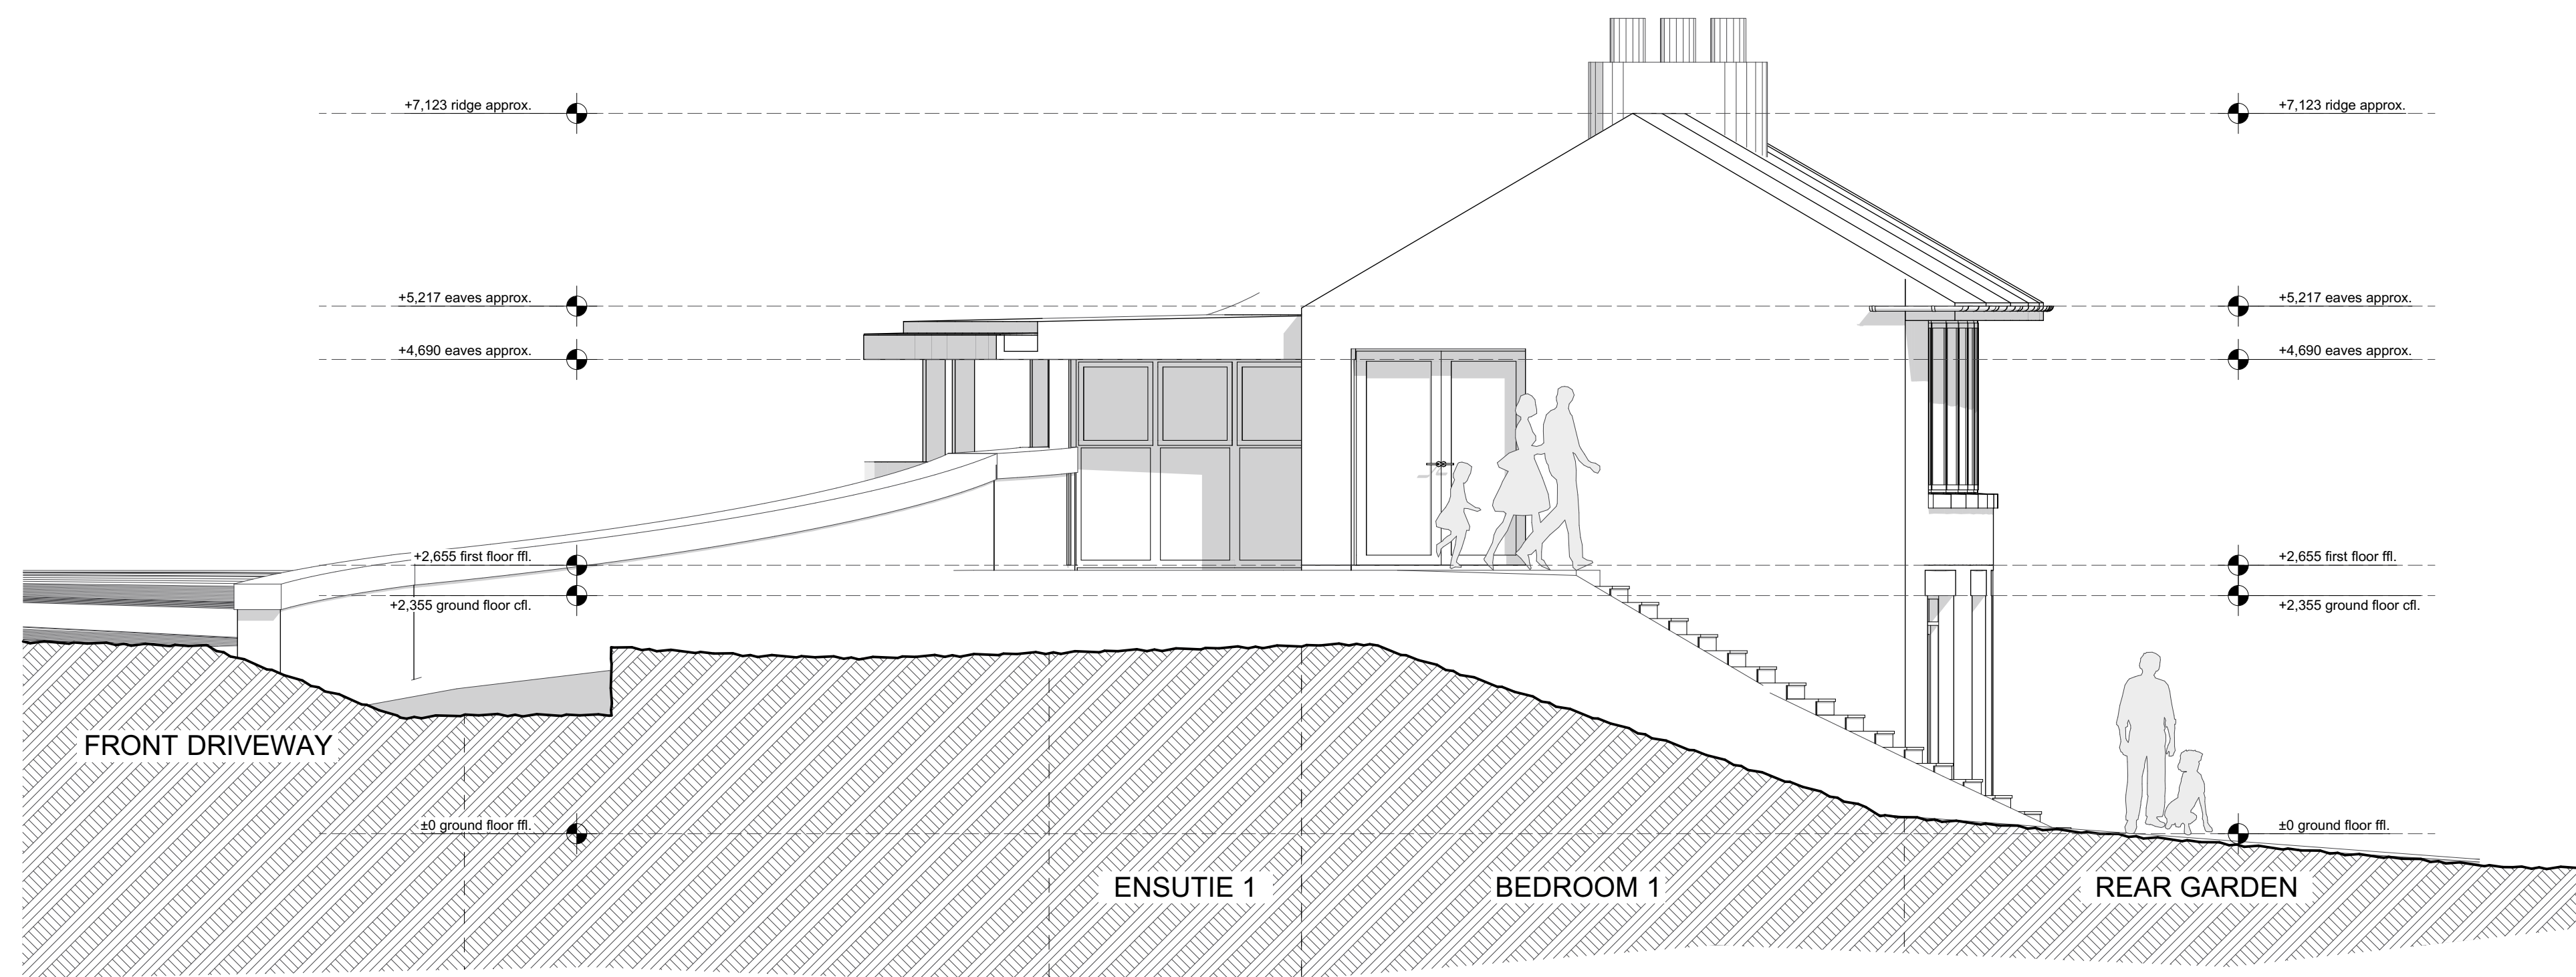 +7,123 ridge approx.
+7,123 ridge approx.
+5,217 eaves approx.
+5,217 eaves approx.
+4,690 eaves approx.
+4,690 eaves approx.
+2,655 first floor ffl.
+2,655 first floor ffl.
+2,355 ground floor cfl.
+2,355 ground floor cfl.
FRONT DRIVEWAY
±0 ground floor ffl.
±0 ground floor ffl.
ENSUTIE 1
BEDROOM 1
REAR GARDEN